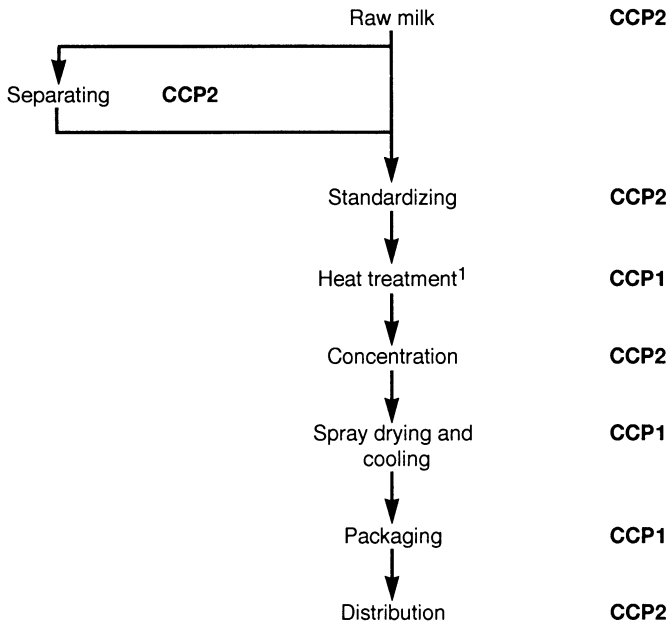 Raw milk CCP2
Separating CCP2
Standardizing CCP2
Heat treatment¹ CCP1
Concentration CCP2
Spray drying and CCP1
cooling
Packaging CCP1
Distribution CCP2